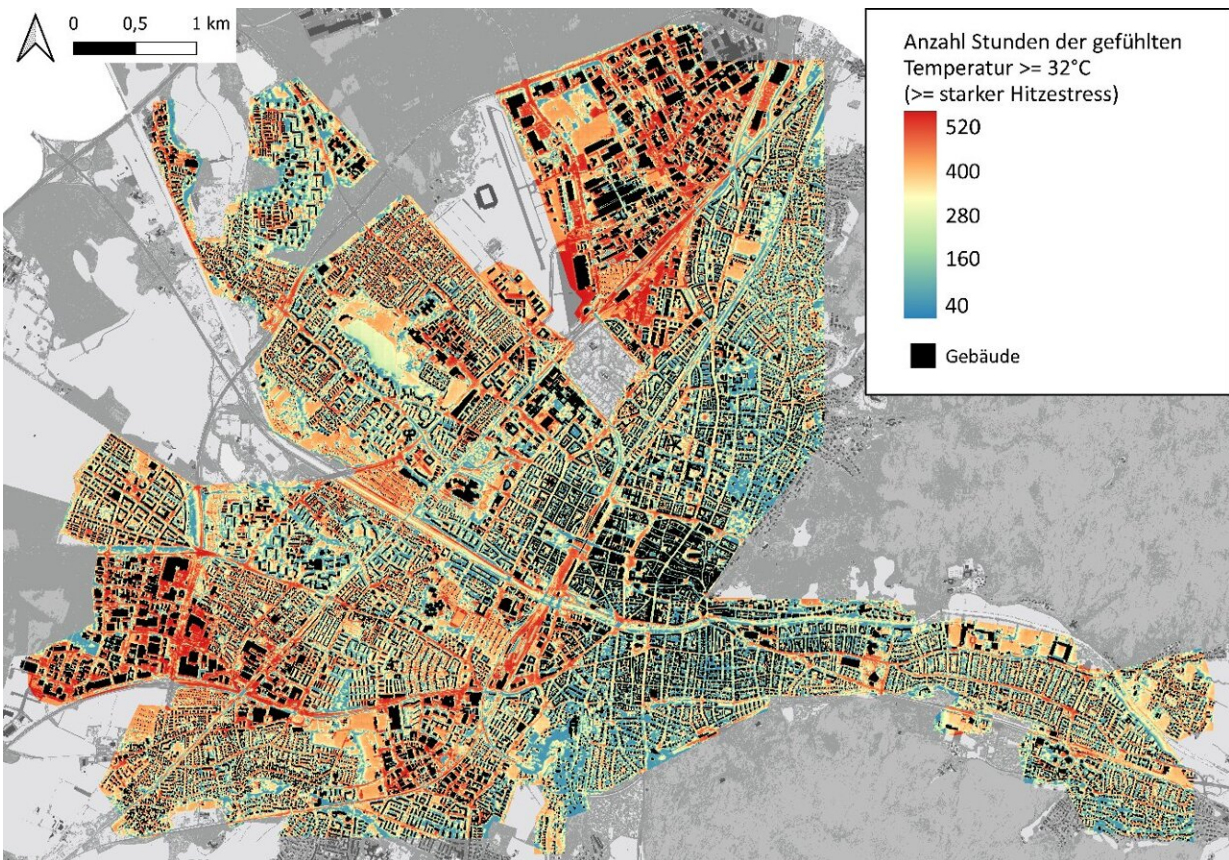 0 0,5 1 km
Anzahl Stunden der gefühlten
Temperatur >= 32°C
(>= starker Hitzestress)
520
400
280
160
40
Gebäude